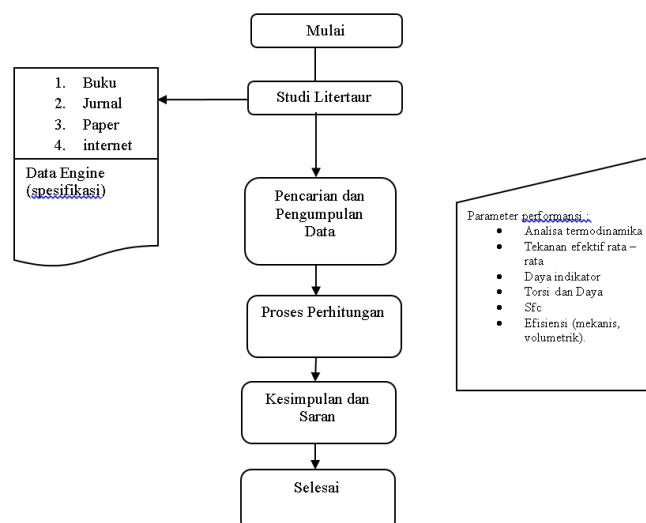 Mulai
1. Buku
2. Jurnal
3. Paper
4. internet
Data Engine
(spesifikasi)
Studi Litertaur
Pencarian dan
Pengumpulan
Data
Parameter performansi :
• Analisa termodinamika
• Tekanan efektif rata –
rata
• Daya indikator
• Torsi dan Daya
• Sfc
• Efisiensi (mekanis,
volumetrik).
Proses Perhitungan
Kesimpulan dan
Saran
Selesai